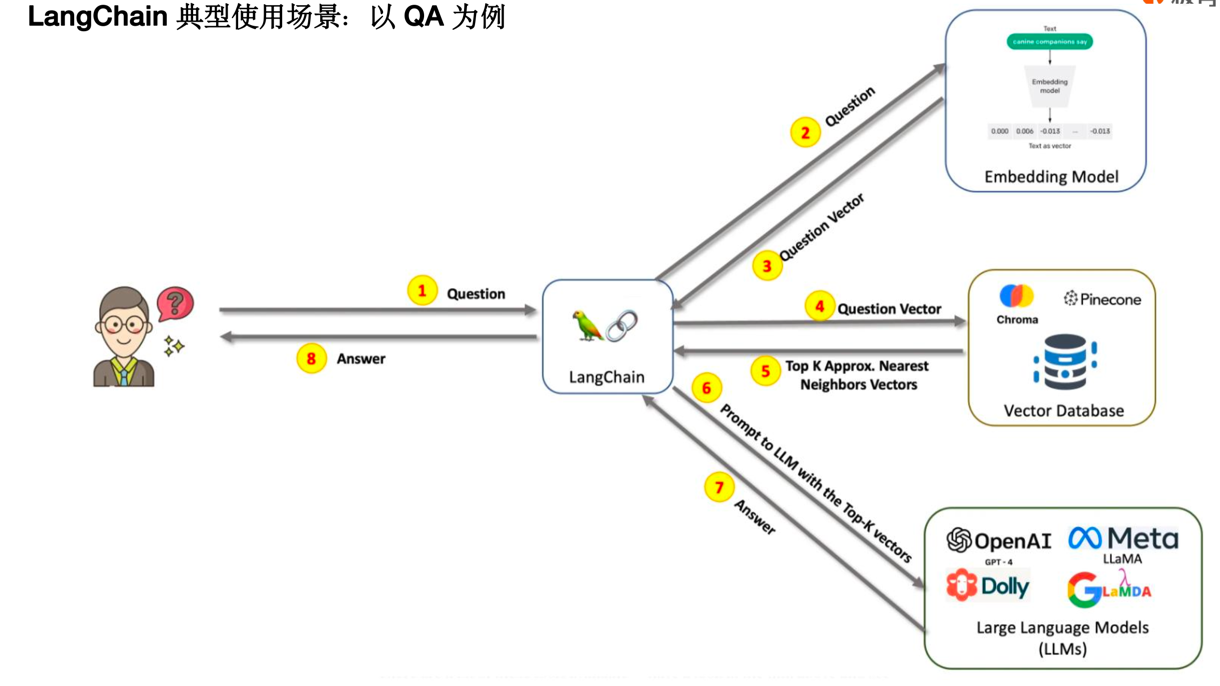 LangChain 典型使用场景：以 QA 为例
Text
canine companions say
Embedding
model
0.000 0.006 -0.013 ... -0.013
Text as vector
Embedding Model
2 Question
3 Question Vector
1 Question
8 Answer
LangChain
4 Question Vector
5 Top K Approx. Nearest
Neighbors Vectors
Chroma
Pinecone
Vector Database
6 Prompt to LLM with the Top-K vectors
7 Answer
OpenAI
GPT - 4
Meta
LLaMA
Dolly
LaMDA
Large Language Models
(LLMs)